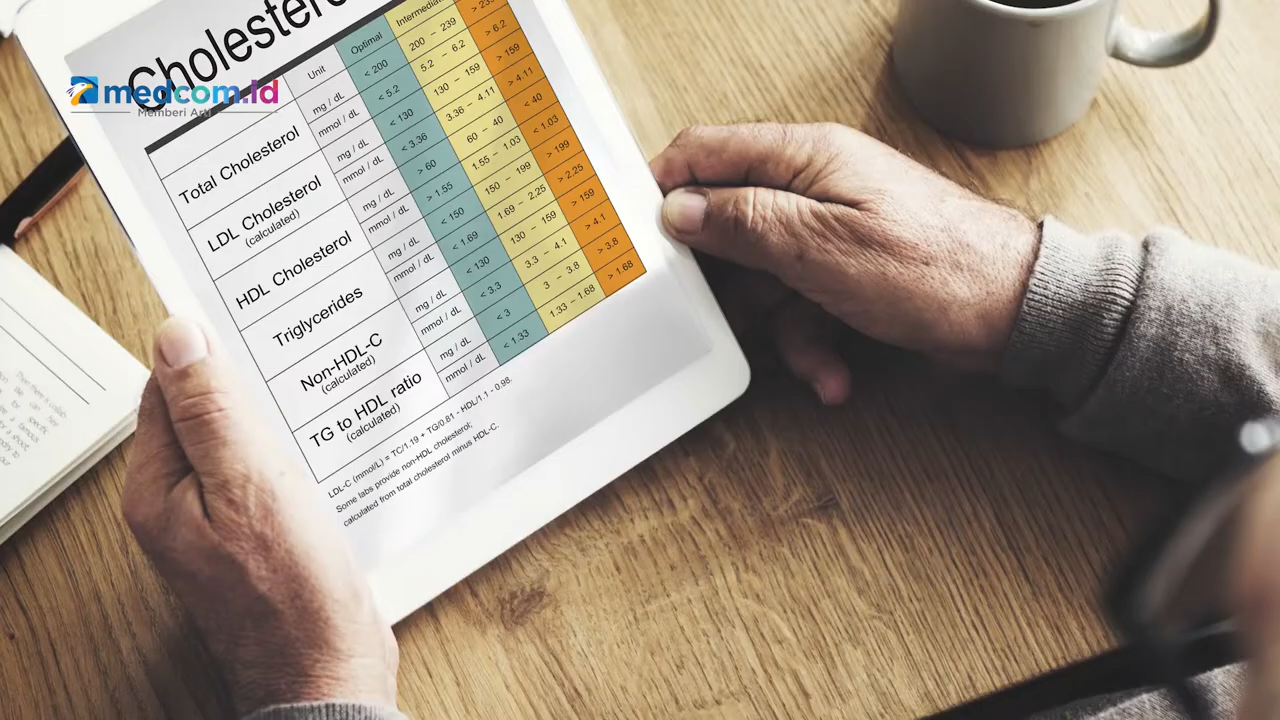 Cholestero
medcom.id
Memberi Arti
Unit Optimal Intermediate
Total Cholesterol mg / dL < 200 200 – 239 > 239
mmol / dL < 5.2 5.2 – 6.2 > 6.2
LDL Cholesterol mg / dL < 130 130 – 159 > 159
(calculated) mmol / dL < 3.36 3.36 – 4.11 > 4.11
HDL Cholesterol mg / dL > 60 60 – 40 < 40
mmol / dL > 1.55 1.55 – 1.03 < 1.03
Triglycerides mg / dL < 150 150 – 199 > 199
mmol / dL < 1.69 1.69 – 2.25 > 2.25
Non-HDL-C mg / dL < 130 130 – 159 > 159
(calculated) mmol / dL < 3.3 3.3 – 4.1 > 4.1
TG to HDL ratio mg / dL < 3 3 – 3.8 > 3.8
(calculated) mmol / dL < 1.33 1.33 – 1.68 > 1.68
LDL-C (mmol/L) = TC/1.19 + TG/0.81 - HDL/1.1 - 0.98.
Some labs provide non-HDL cholesterol;
calculated from total cholesterol minus HDL-C.